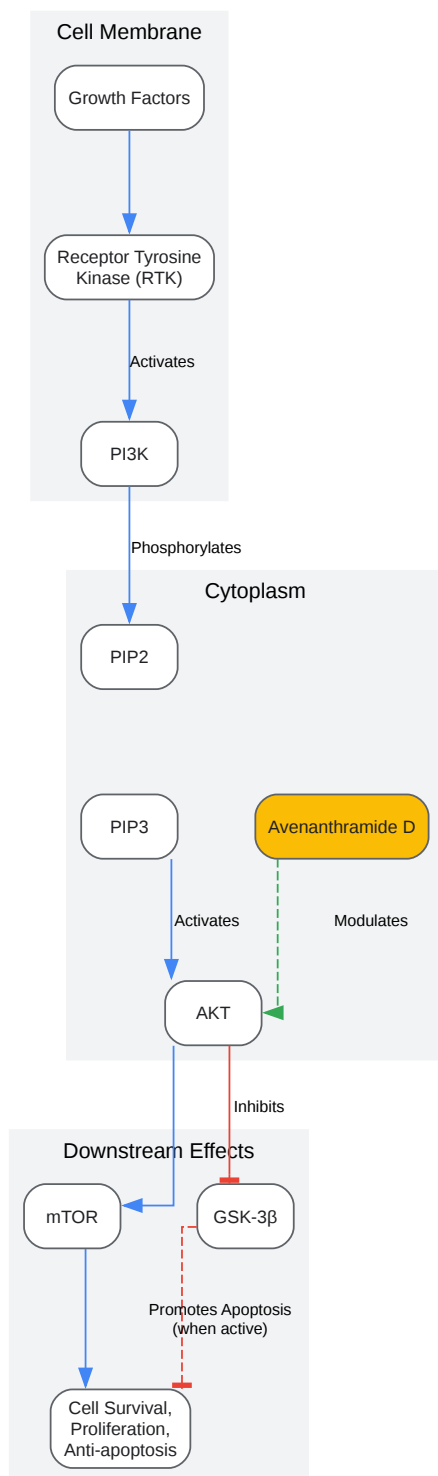 Cell Membrane
Growth Factors
Receptor Tyrosine
Kinase (RTK)
Activates
PI3K
Phosphorylates
Cytoplasm
PIP2
PIP3
Avenanthramide D
Activates
Modulates
AKT
Inhibits
Downstream Effects
mTOR
GSK-3β
Promotes Apoptosis
(when active)
Cell Survival,
Proliferation,
Anti-apoptosis